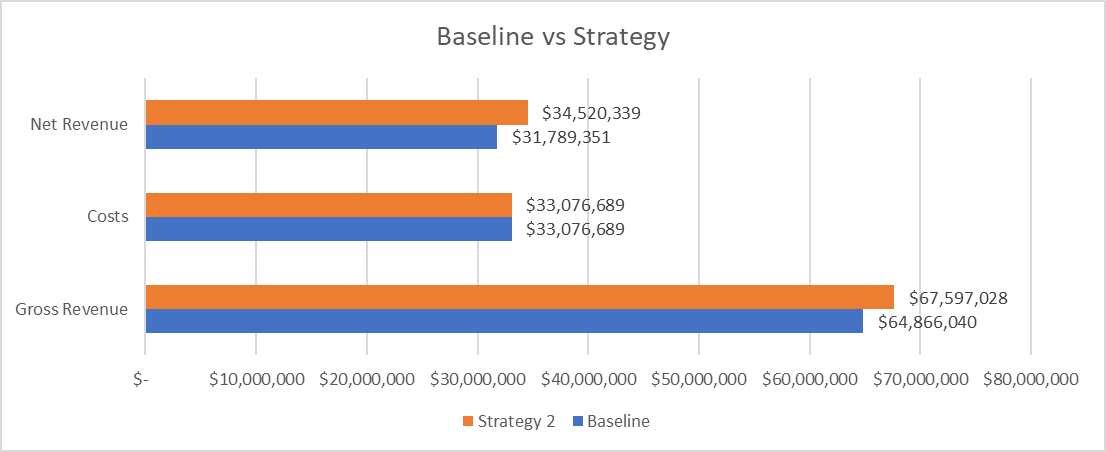 Baseline vs Strategy
Net Revenue
$34,520,339
$31,789,351
Costs
$33,076,689
$33,076,689
Gross Revenue
$67,597,028
$64,866,040
$- $10,000,000 $20,000,000 $30,000,000 $40,000,000 $50,000,000 $60,000,000 $70,000,000 $80,000,000
Strategy 2 Baseline